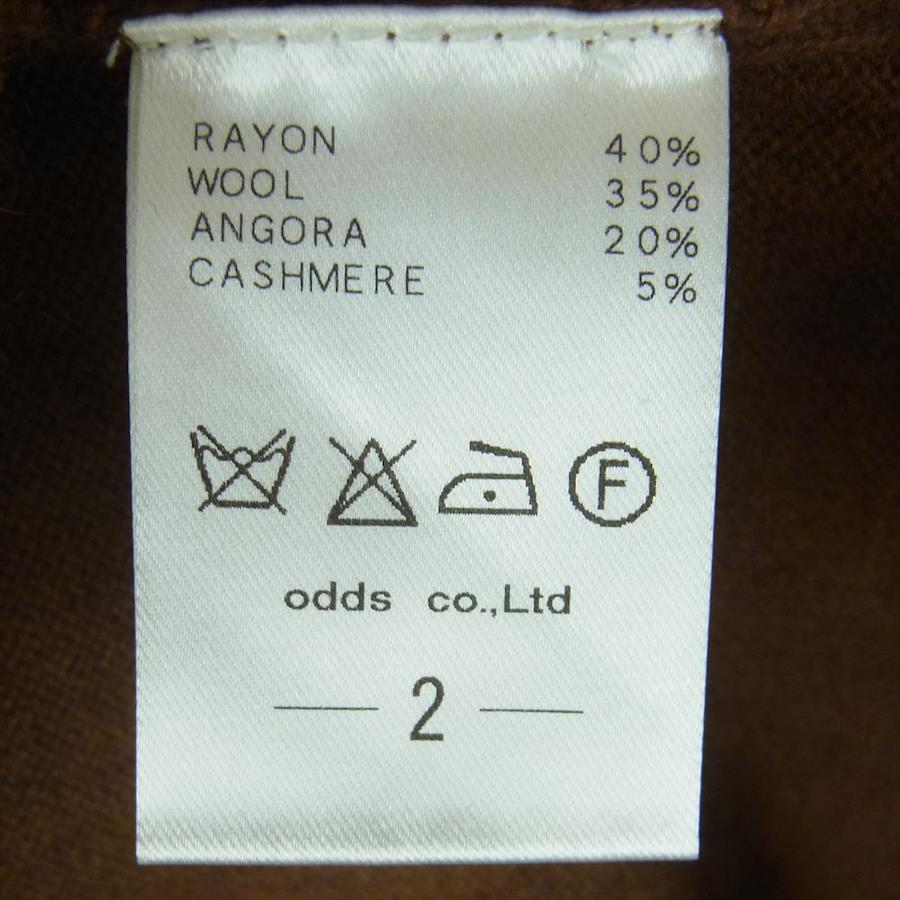 RAYON 40%
WOOL 35%
ANGORA 20%
CASHMERE 5%
F
odds co.,Ltd
2